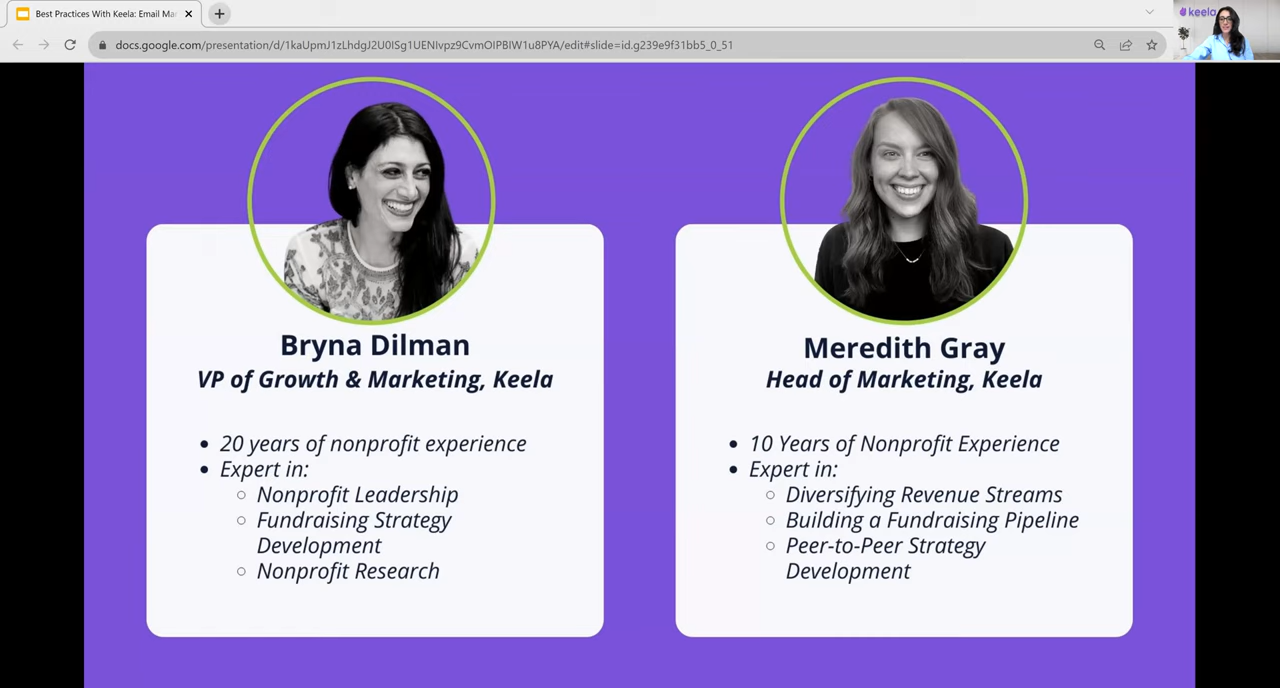 Best Practices With Keela: Email Mar
docs.google.com/presentation/d/1kaUpmJ1zLhdgJ2U0ISg1UENIvpz9CvmOIPBIW1u8PYA/edit#slide=id.g239e9f31bb5_0_51
keela
Bryna Dilman
VP of Growth & Marketing, Keela
20 years of nonprofit experience
Expert in:
Nonprofit Leadership
Fundraising Strategy
Development
Nonprofit Research
Meredith Gray
Head of Marketing, Keela
10 Years of Nonprofit Experience
Expert in:
Diversifying Revenue Streams
Building a Fundraising Pipeline
Peer-to-Peer Strategy
Development